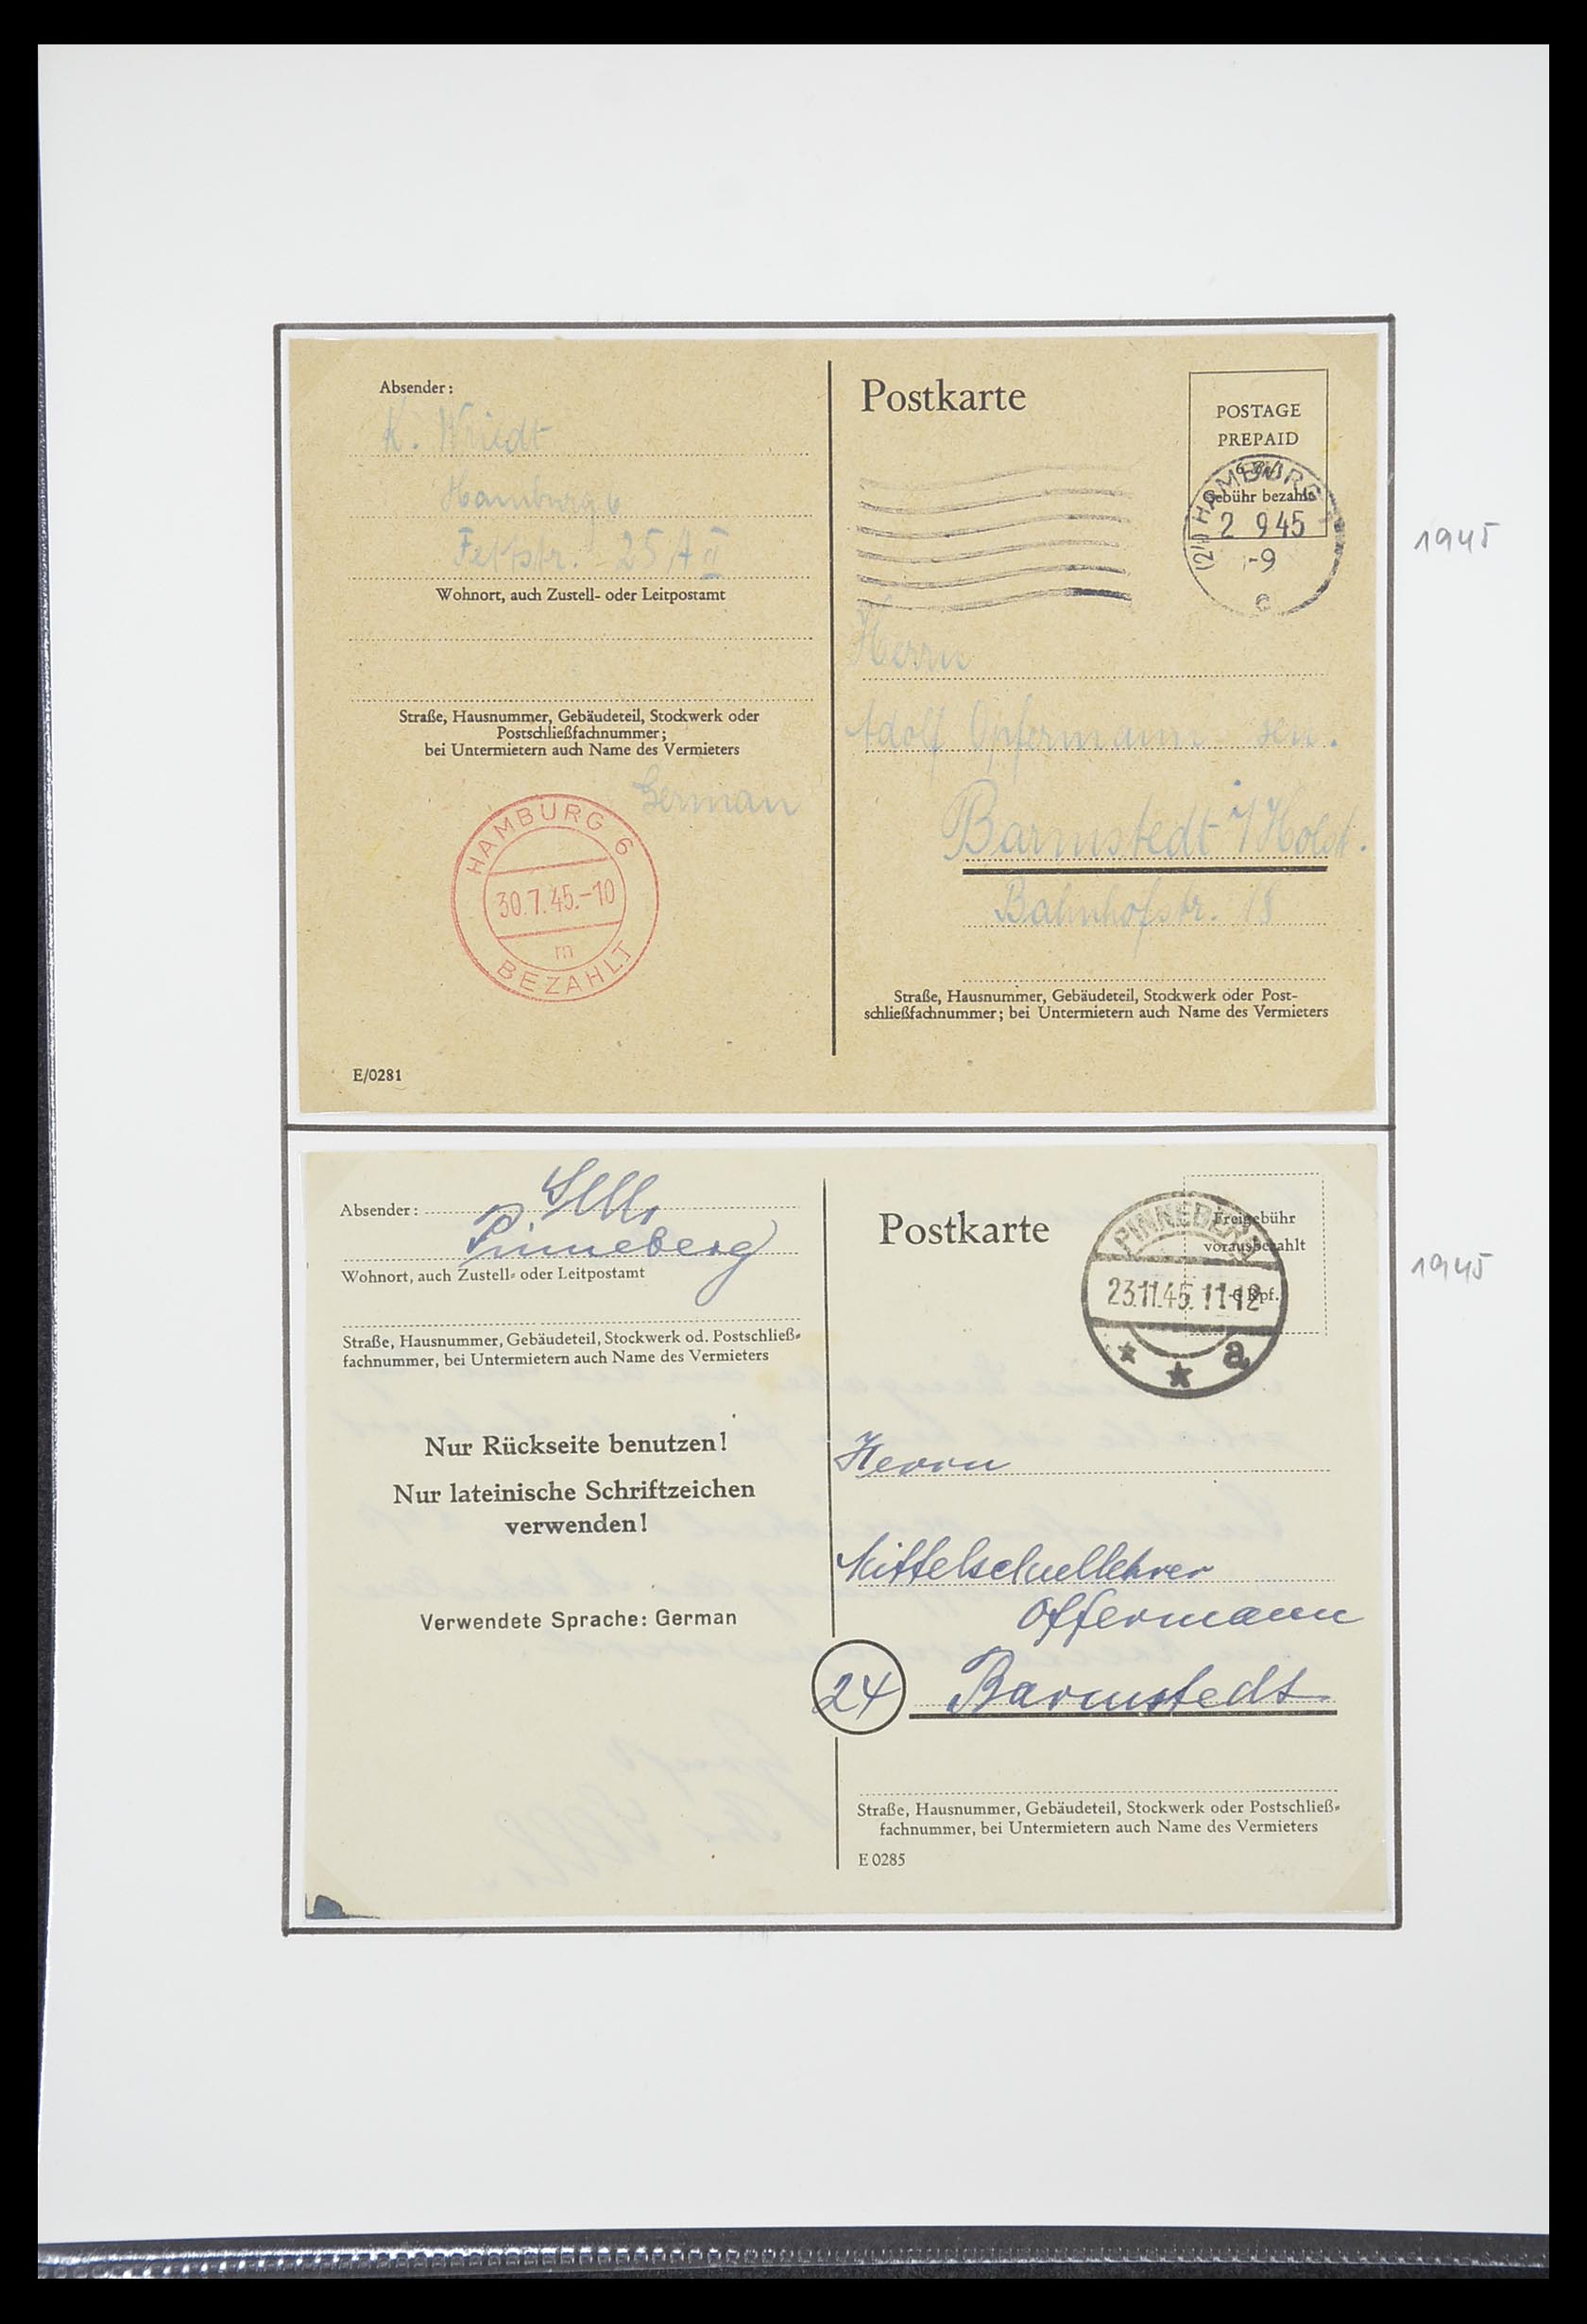 Absender:
K. Wriedt
Hamburg 6
Fettstr. 25 A II
Wohnort, auch Zustell- oder Leitpostamt
Straße, Hausnummer, Gebäudeteil, Stockwerk oder
Postschließfachnummer;
bei Untermietern auch Name des Vermieters
German
HAMBURG 6
30.7.45.-10
m
BEZAHLT
E/0281
Postkarte
POSTAGE
PREPAID
Gebühr bezahlt
HAMBURG
2 9 45
-9
e
Herrn
Adolf Opfermann sen.
Barmstedt i/Holst.
Bahnhofstr. 18
Straße, Hausnummer, Gebäudeteil, Stockwerk oder Post-
schließfachnummer; bei Untermietern auch Name des Vermieters
1945
Absender:
Pinneberg
Wohnort, auch Zustell- oder Leitpostamt
Straße, Hausnummer, Gebäudeteil, Stockwerk od. Postschließ-
fachnummer, bei Untermietern auch Name des Vermieters
Nur Rückseite benutzen!
Nur lateinische Schriftzeichen
verwenden!
Verwendete Sprache: German
Postkarte
Freigebühr
vorausbezahlt
PINNEBERG
23.11.45. 11-12
a
Herrn
Mittelschullehrer
Offermann
24 Barmstedt
Straße, Hausnummer, Gebäudeteil, Stockwerk oder Postschließ-
fachnummer, bei Untermietern auch Name des Vermieters
E 0285
1945